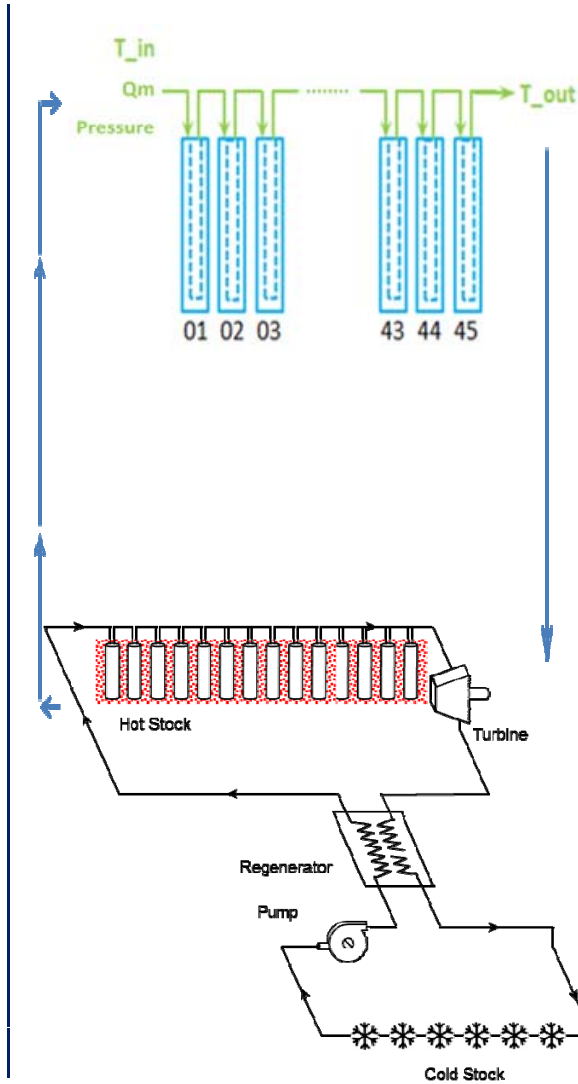 T_in
Qm
........
T_out
Pressure
01 02 03 43 44 45
Hot Stock
Turbine
Regenerator
Pump
Cold Stock